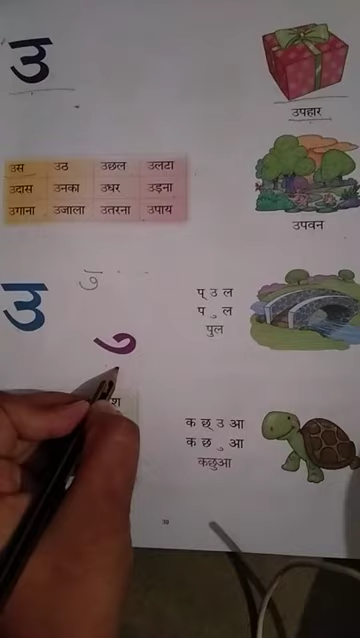 उ
उपहार
उस उठ उछल उलटा
उदास उनका उधर उड़ना
उगाना उजाला उतरना उपाय
उपवन
उ ु
ु
प् उ ल
प ु ल
पुल
श
क छ् उ आ
क छ ु आ
कछुआ